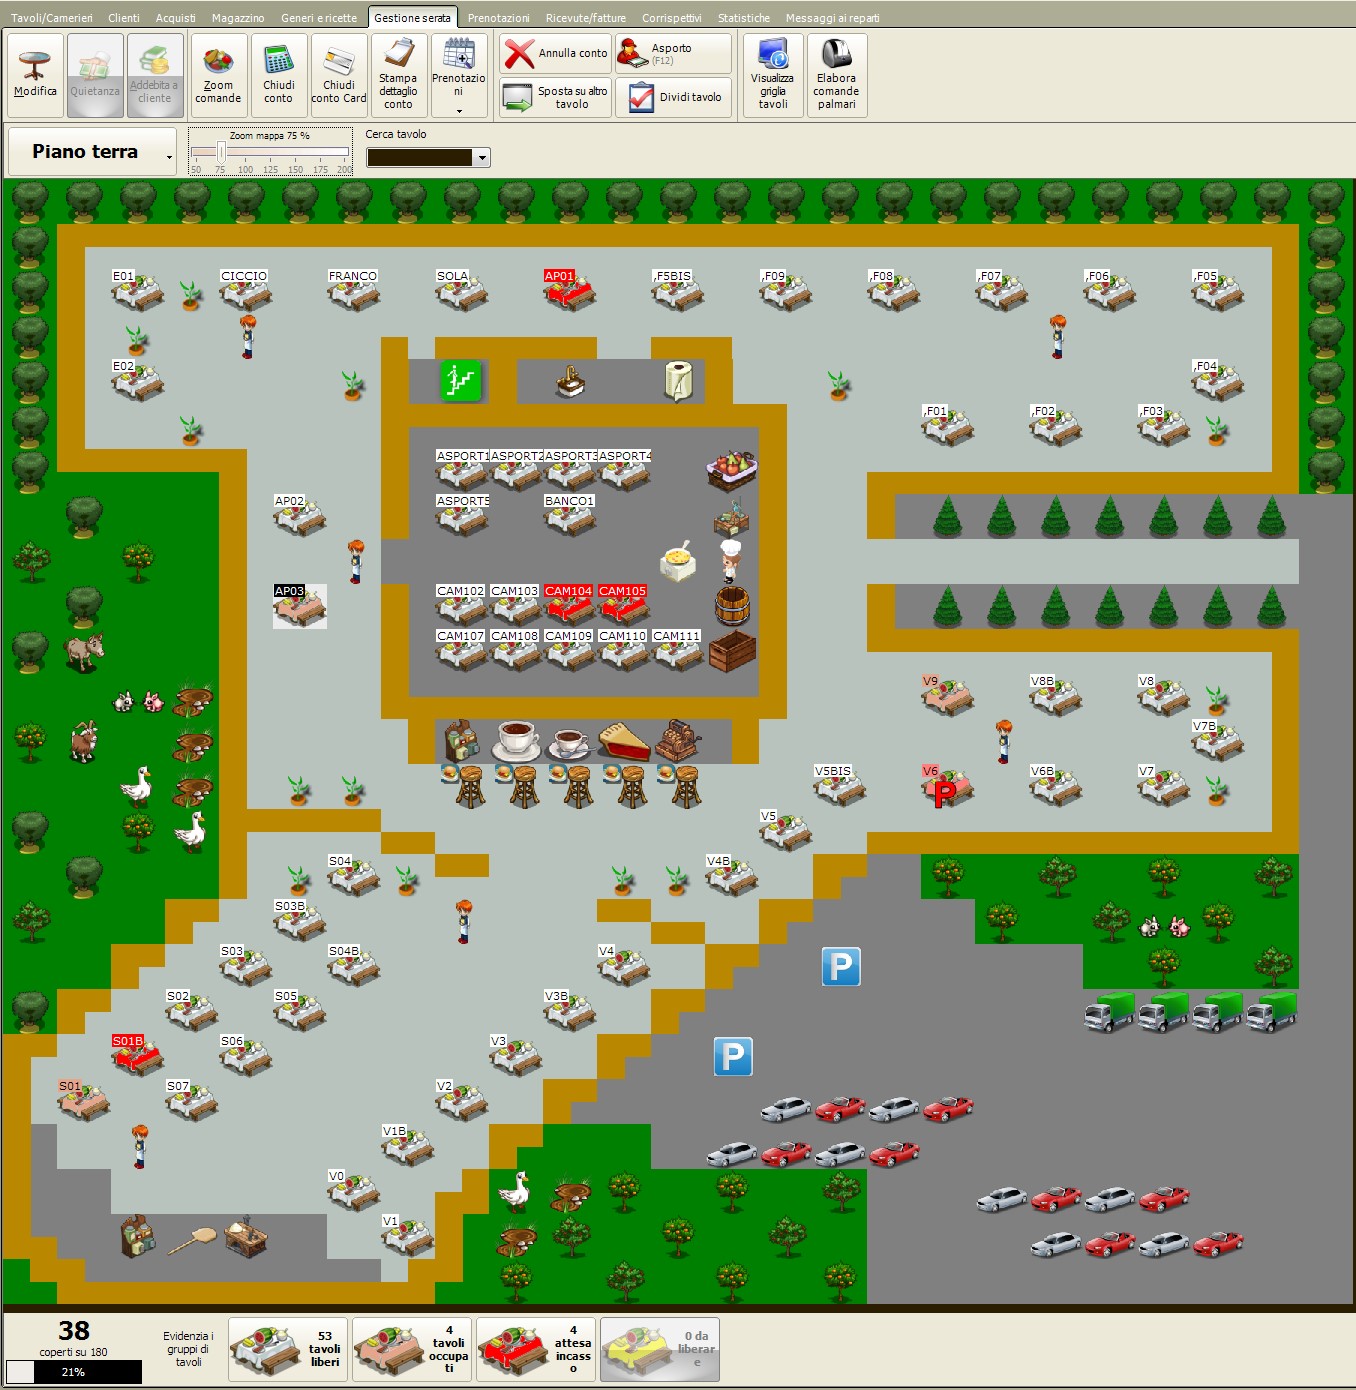 Tavoli/Camerieri Clienti Acquisti Magazzino Generi e ricette Gestione serata Prenotazioni Ricevute/fatture Corrispettivi Statistiche Messaggi ai reparti
Modifica
Quietanza
Addebita a
cliente
Zoom
comande
Chiudi
conto
Chiudi
conto Card
Stampa
dettaglio
conto
Prenotazio
ni
Annulla conto
Sposta su altro
tavolo
Asporto
(F12)
Dividi tavolo
Visualizza
griglia
tavoli
Elabora
comande
palmari
Piano terra
Zoom mappa 75 %
50 75 100 125 150 175 200
Cerca tavolo
E01 CICCIO FRANCO SOLA AP01 ,F5BIS ,F09 ,F08 ,F07 ,F06 ,F05
E02 ,F04
,F01 ,F02 ,F03
ASPORT1 ASPORT2 ASPORT3 ASPORT4
AP02 ASPORT5 BANCO1
AP03 CAM102 CAM103 CAM104 CAM105
CAM107 CAM108 CAM109 CAM110 CAM111
V9 V8B V8
V7B
V5BIS V6 V6B V7
P
V5
S04 V4B
S03B
S03 S04B V4
P
S02 S05 V3B
S01B S06 V3
P
S01 S07 V2
V1B
V0
V1
38
coperti su 180
21%
Evidenzia i
gruppi di
tavoli
53
tavoli
liberi
4
tavoli
occupa
ti
4
attesa
incass
o
0 da
liberar
e